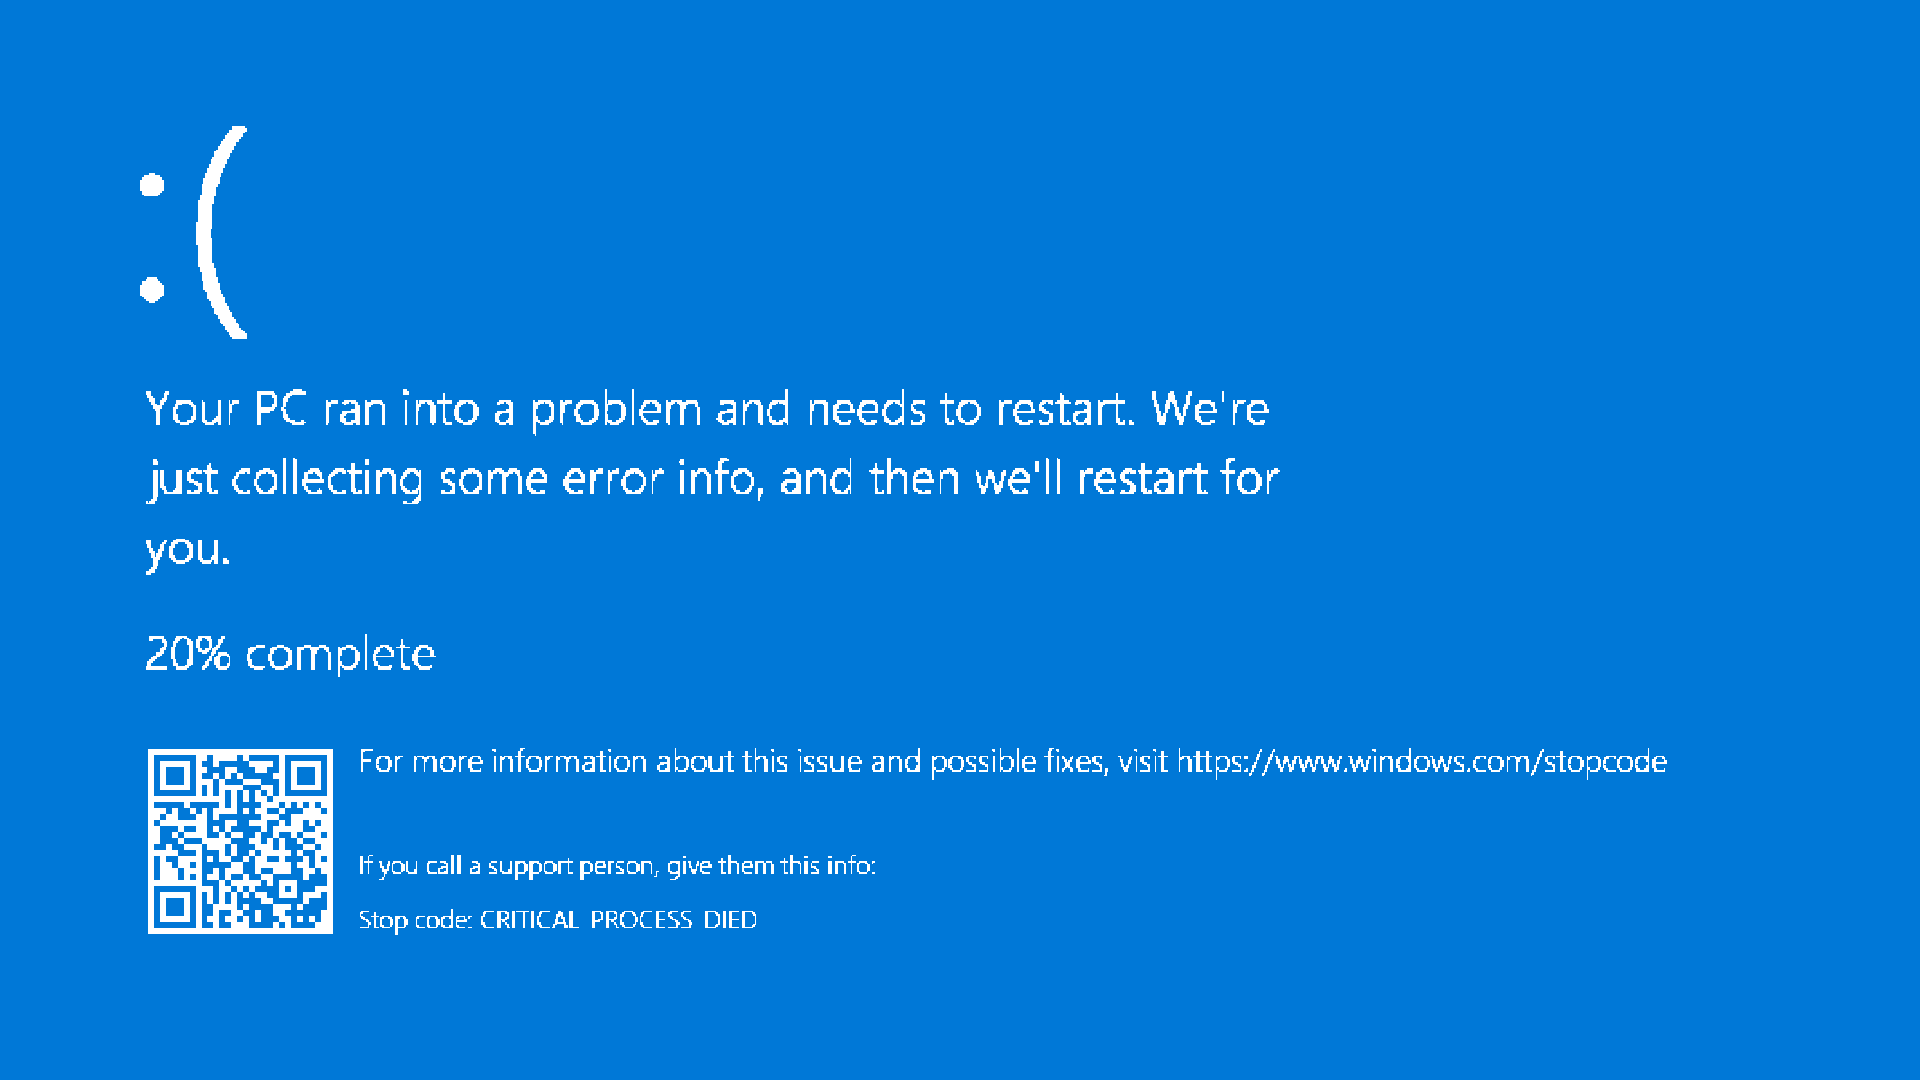 :(
Your PC ran into a problem and needs to restart. We're
just collecting some error info, and then we'll restart for
you.
20% complete
For more information about this issue and possible fixes, visit https://www.windows.com/stopcode
If you call a support person, give them this info:
Stop code: CRITICAL PROCESS DIED